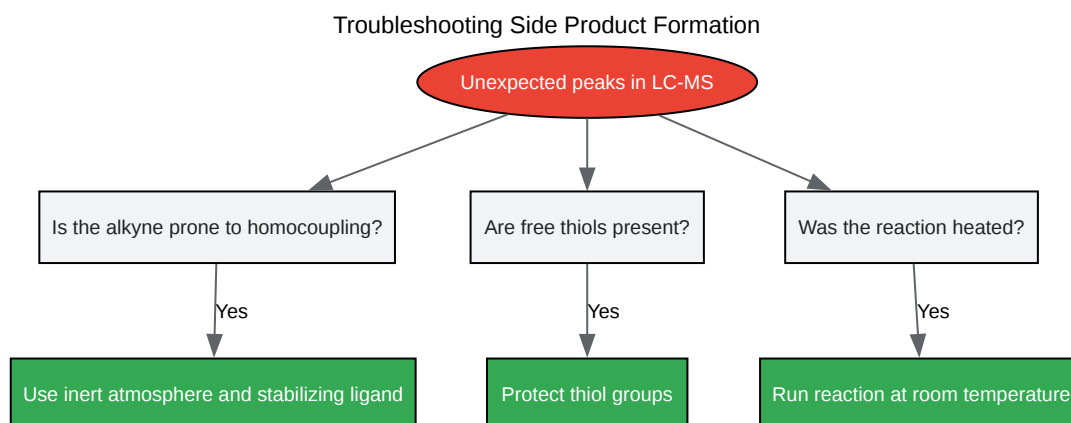 Troubleshooting Side Product Formation
Unexpected peaks in LC-MS
Is the alkyne prone to homocoupling?
Are free thiols present?
Was the reaction heated?
Yes
Yes
Yes
Use inert atmosphere and stabilizing ligand
Protect thiol groups
Run reaction at room temperature